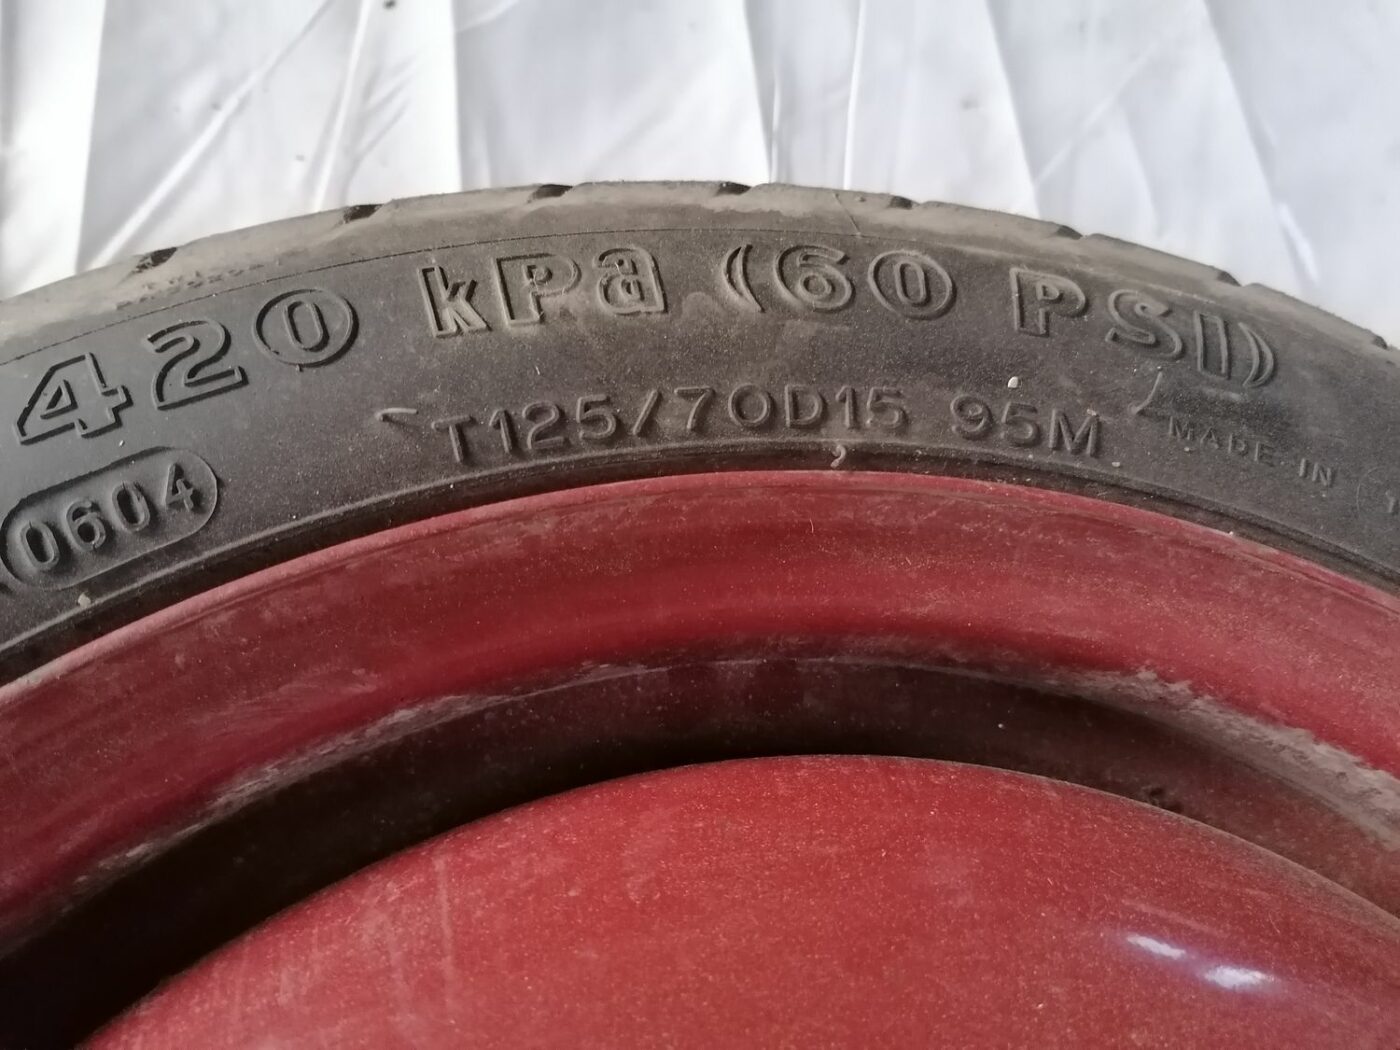 420 kPa (60 PSI)
T125/70D15 95M
MADE IN
0604